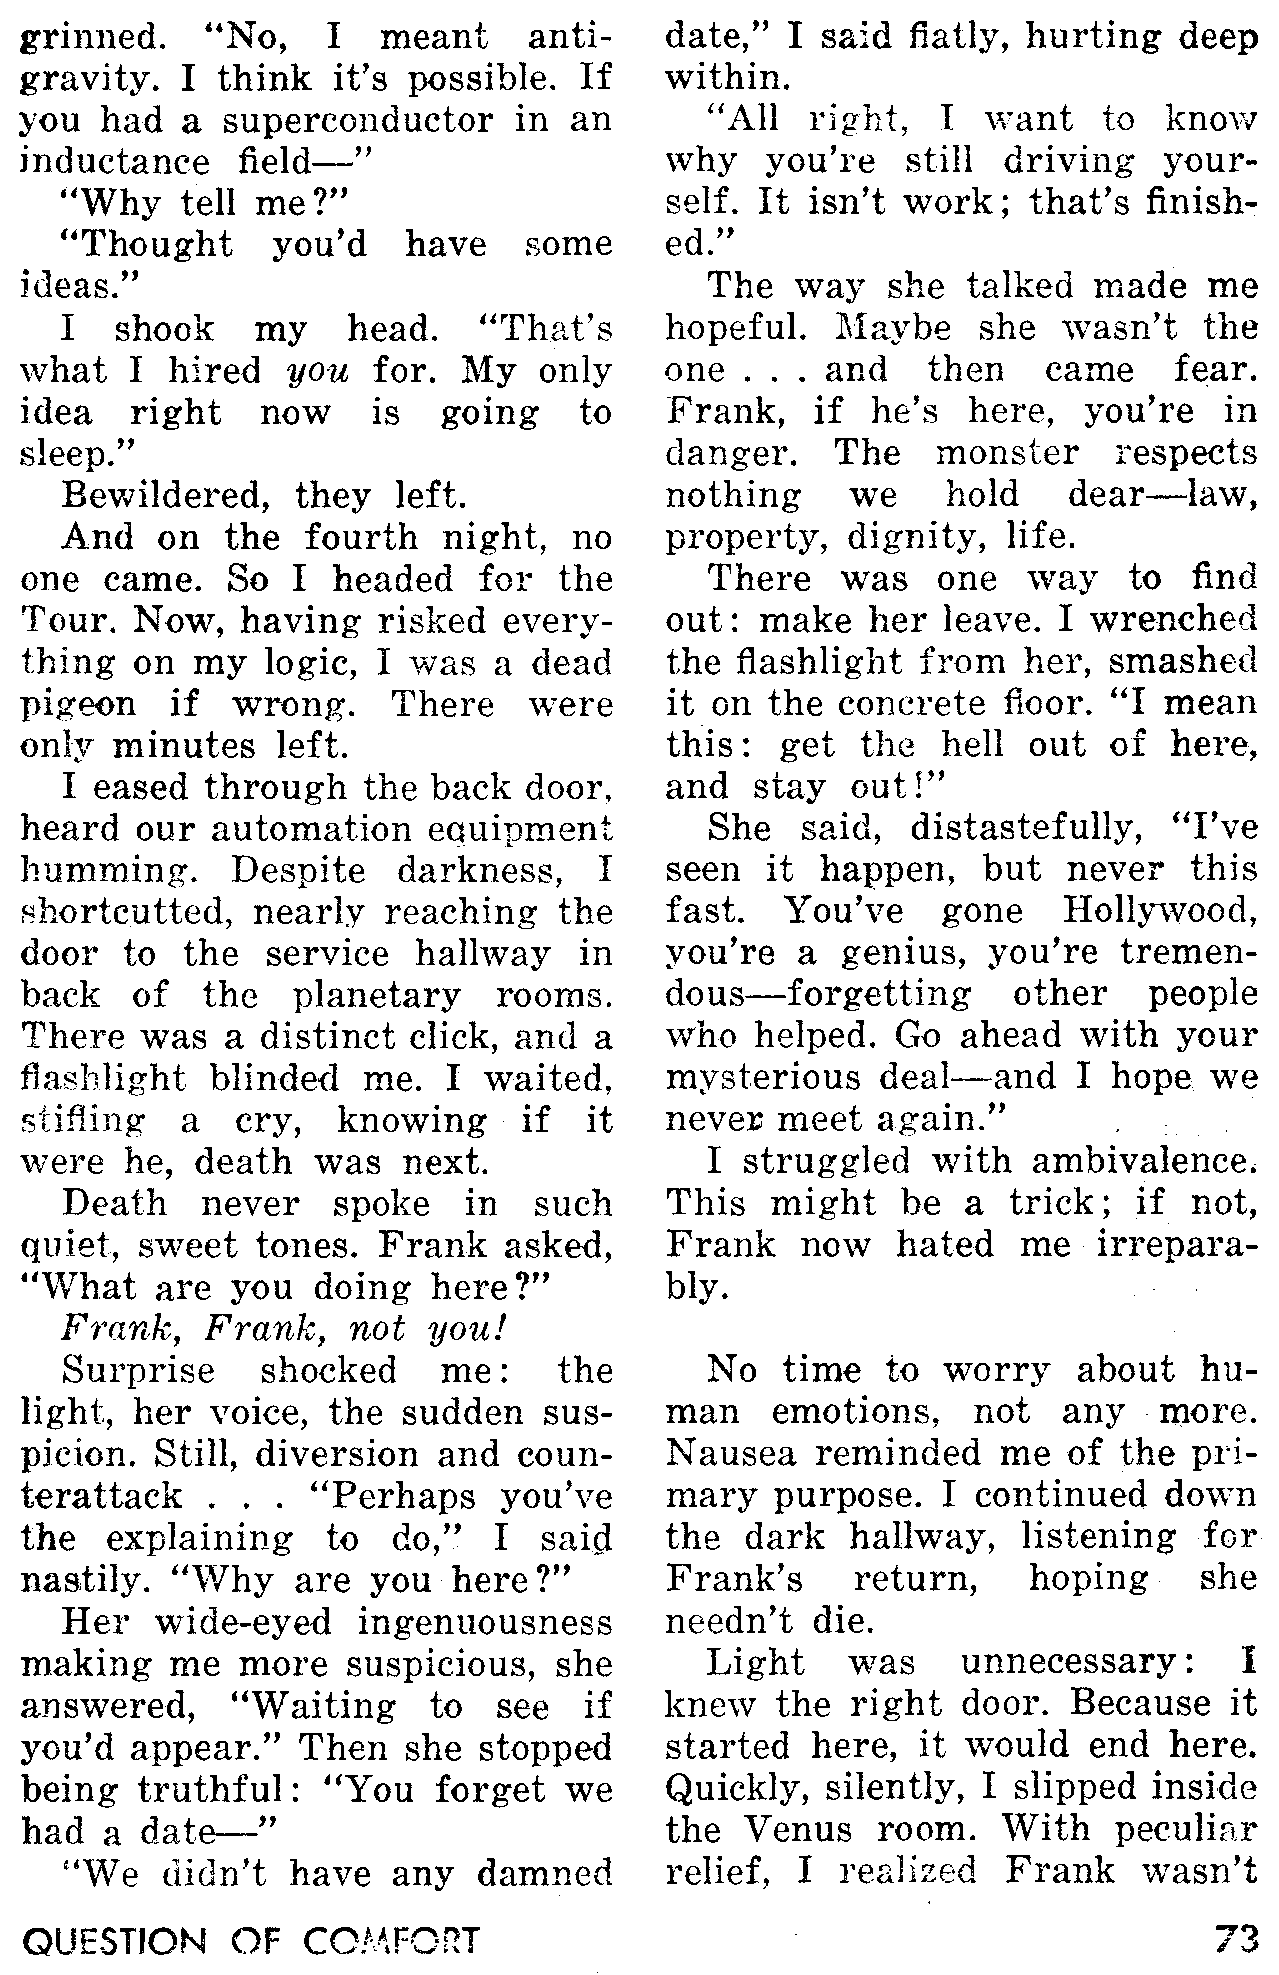 grinned. “No, I meant anti-
gravity. I think it's possible. If
you had a superconductor in an
inductance field—”
“Why tell me?”
“Thought you'd have some
ideas.”
I shook my head. “That's
what I hired you for. My only
idea right now is going to
sleep.”
Bewildered, they left.
And on the fourth night, no
one came. So I headed for the
Tour. Now, having risked every-
thing on my logic, I was a dead
pigeon if wrong. There were
only minutes left.
I eased through the back door,
heard our automation equipment
humming. Despite darkness, I
shortcutted, nearly reaching the
door to the service hallway in
back of the planetary rooms.
There was a distinct click, and a
flashlight blinded me. I waited,
stifling a cry, knowing if it
were he, death was next.
Death never spoke in such
quiet, sweet tones. Frank asked,
“What are you doing here?”
Frank, Frank, not you!
Surprise shocked me: the
light, her voice, the sudden sus-
picion. Still, diversion and coun-
terattack . . . “Perhaps you've
the explaining to do,” I said
nastily. “Why are you here?”
Her wide-eyed ingenuousness
making me more suspicious, she
answered, “Waiting to see if
you'd appear.” Then she stopped
being truthful: “You forget we
had a date—”
“We didn't have any damned
date,” I said flatly, hurting deep
within.
“All right, I want to know
why you're still driving your-
self. It isn't work; that's finish-
ed.”
The way she talked made me
hopeful. Maybe she wasn't the
one . . . and then came fear.
Frank, if he's here, you're in
danger. The monster respects
nothing we hold dear—law,
property, dignity, life.
There was one way to find
out: make her leave. I wrenched
the flashlight from her, smashed
it on the concrete floor. “I mean
this: get the hell out of here,
and stay out!”
She said, distastefully, “I've
seen it happen, but never this
fast. You've gone Hollywood,
you're a genius, you're tremen-
dous—forgetting other people
who helped. Go ahead with your
mysterious deal—and I hope we
never meet again.”
I struggled with ambivalence.
This might be a trick; if not,
Frank now hated me irrepara-
bly.
No time to worry about hu-
man emotions, not any more.
Nausea reminded me of the pri-
mary purpose. I continued down
the dark hallway, listening for
Frank's return, hoping she
needn't die.
Light was unnecessary: I
knew the right door. Because it
started here, it would end here.
Quickly, silently, I slipped inside
the Venus room. With peculiar
relief, I realized Frank wasn't
QUESTION OF COMFORT 73